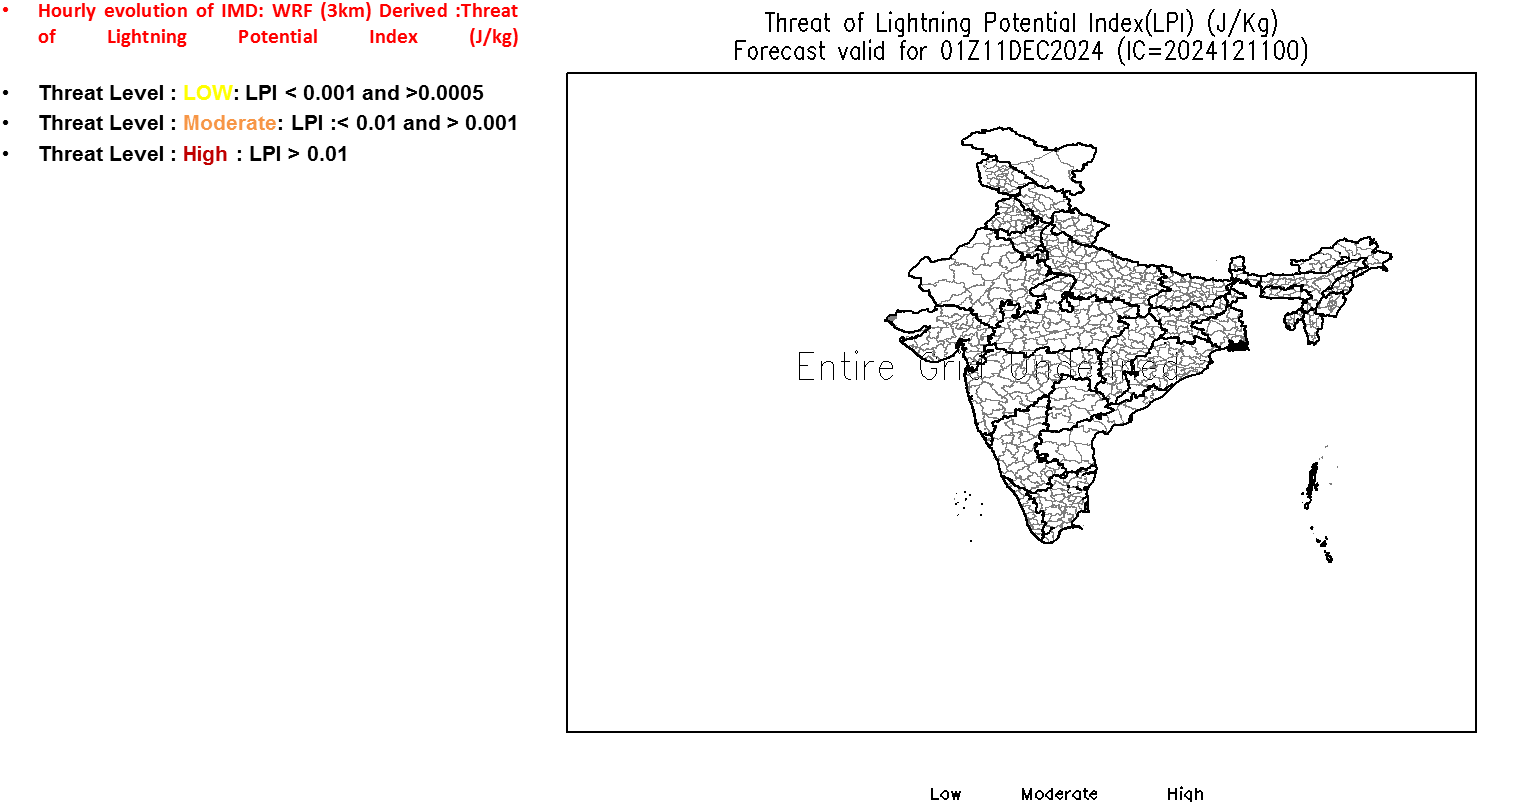 • Hourly evolution of IMD: WRF (3km) Derived :Threat
of Lightning Potential Index (J/kg)
• Threat Level : LOW: LPI < 0.001 and >0.0005
• Threat Level : Moderate: LPI :< 0.01 and > 0.001
• Threat Level : High : LPI > 0.01
Threat of Lightning Potential Index(LPI) (J/Kg)
Forecast valid for 01Z11DEC2024 (IC=2024121100)
Entire Grid Undefined
Low Moderate High